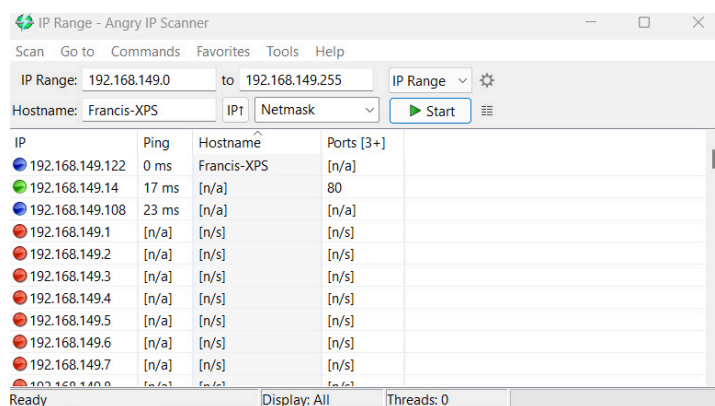 IP Range - Angry IP Scanner
Scan Go to Commands Favorites Tools Help
IP Range: 192.168.149.0 to 192.168.149.255 IP Range
Hostname: Francis-XPS IP↑ Netmask Start
IP Ping Hostname Ports [3+]
192.168.149.122 0 ms Francis-XPS [n/a]
192.168.149.14 17 ms [n/a] 80
192.168.149.108 23 ms [n/a] [n/a]
192.168.149.1 [n/a] [n/s] [n/s]
192.168.149.2 [n/a] [n/s] [n/s]
192.168.149.3 [n/a] [n/s] [n/s]
192.168.149.4 [n/a] [n/s] [n/s]
192.168.149.5 [n/a] [n/s] [n/s]
192.168.149.6 [n/a] [n/s] [n/s]
192.168.149.7 [n/a] [n/s] [n/s]
Ready Display: All Threads: 0